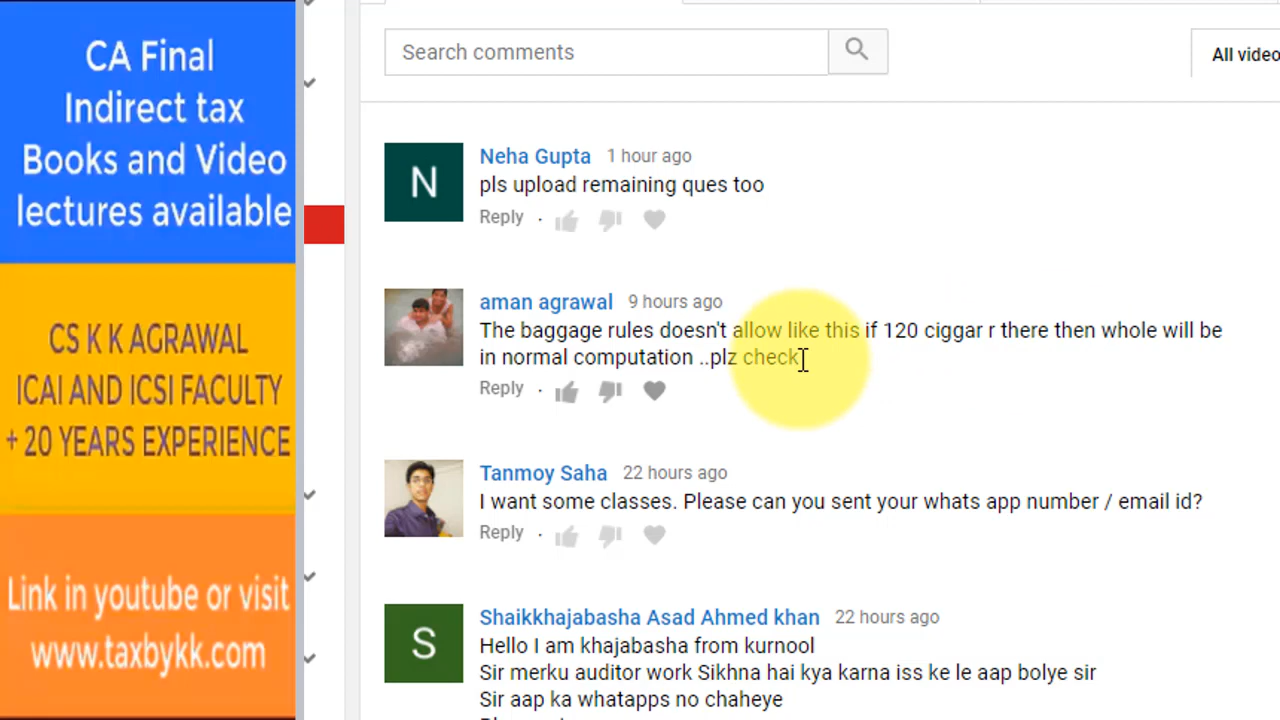 CA Final
Indirect tax
Books and Video
lectures available
CS K K AGRAWAL
ICAI AND ICSI FACULTY
+ 20 YEARS EXPERIENCE
Link in youtube or visit
www.taxbykk.com
Search comments
All video
N
Neha Gupta 1 hour ago
pls upload remaining ques too
Reply ·
aman agrawal 9 hours ago
The baggage rules doesn't allow like this if 120 ciggar r there then whole will be
in normal computation ..plz check
Reply ·
Tanmoy Saha 22 hours ago
I want some classes. Please can you sent your whats app number / email id?
Reply ·
S
Shaikkhajabasha Asad Ahmed khan 22 hours ago
Hello I am khajabasha from kurnool
Sir merku auditor work Sikhna hai kya karna iss ke le aap bolye sir
Sir aap ka whatapps no chaheye